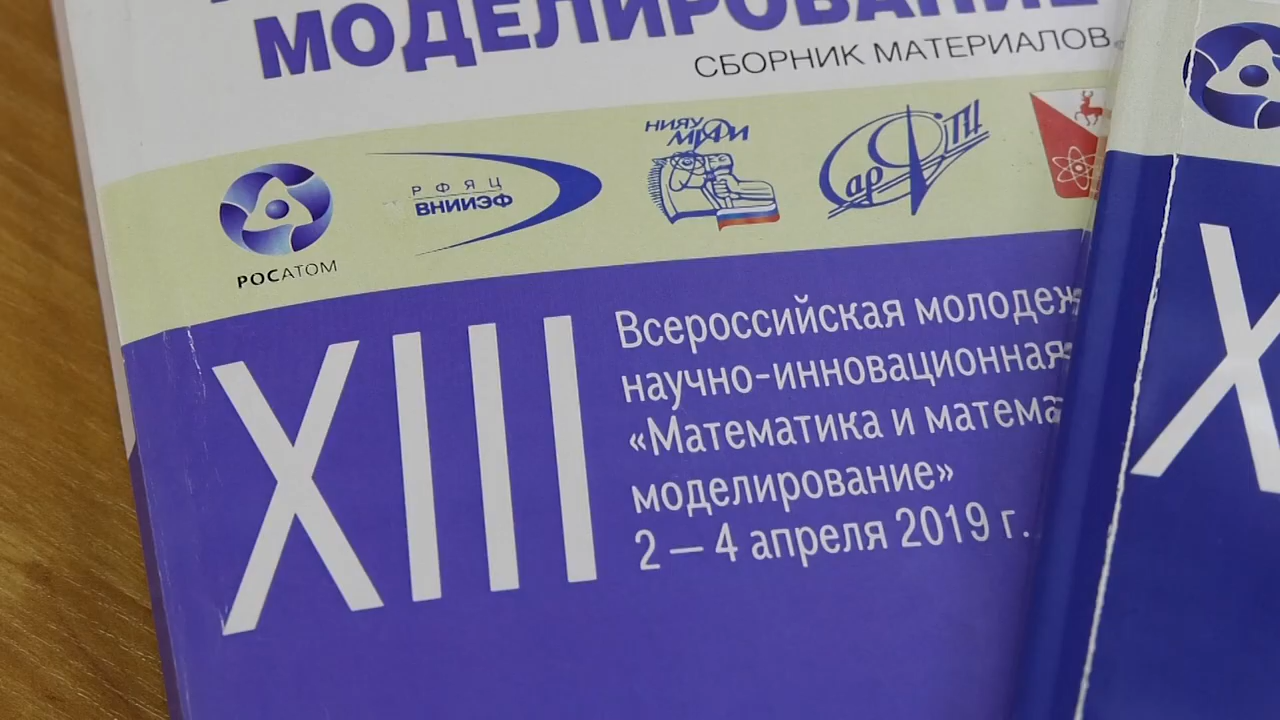 МОДЕЛИРОВАНИЕ
СБОРНИК МАТЕРИАЛОВ
РОСАТОМ
РФЯЦ
ВНИИЭФ
НИЯУ
МИФИ
СарФТИ
XIII
Всероссийская молодеж
научно-инновационная
«Математика и матема
моделирование»
2 – 4 апреля 2019 г.
X